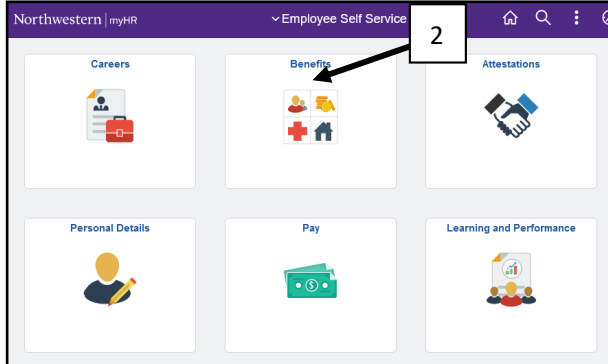 Northwestern | myHR
Employee Self Service
2
Careers
Benefits
Attestations
Personal Details
Pay
Learning and Performance